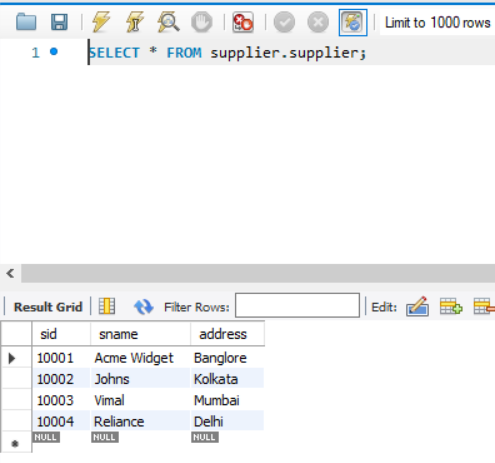 Limit to 1000 rows
1 SELECT * FROM supplier.supplier;
Result Grid Filter Rows: Edit:
sid sname address
10001 Acme Widget Banglore
10002 Johns Kolkata
10003 Vimal Mumbai
10004 Reliance Delhi
NULL NULL NULL